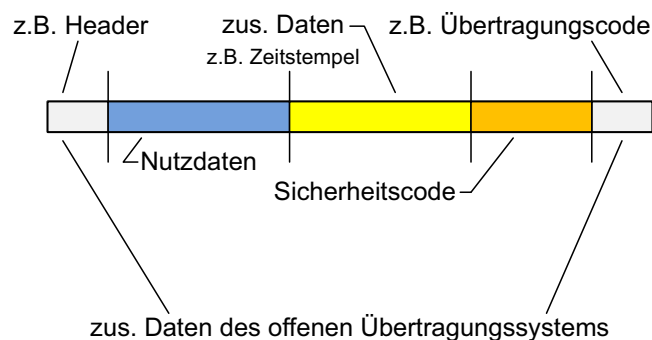 z.B. Header
zus. Daten
z.B. Übertragungscode
z.B. Zeitstempel
Nutzdaten
Sicherheitscode
zus. Daten des offenen Übertragungssystems